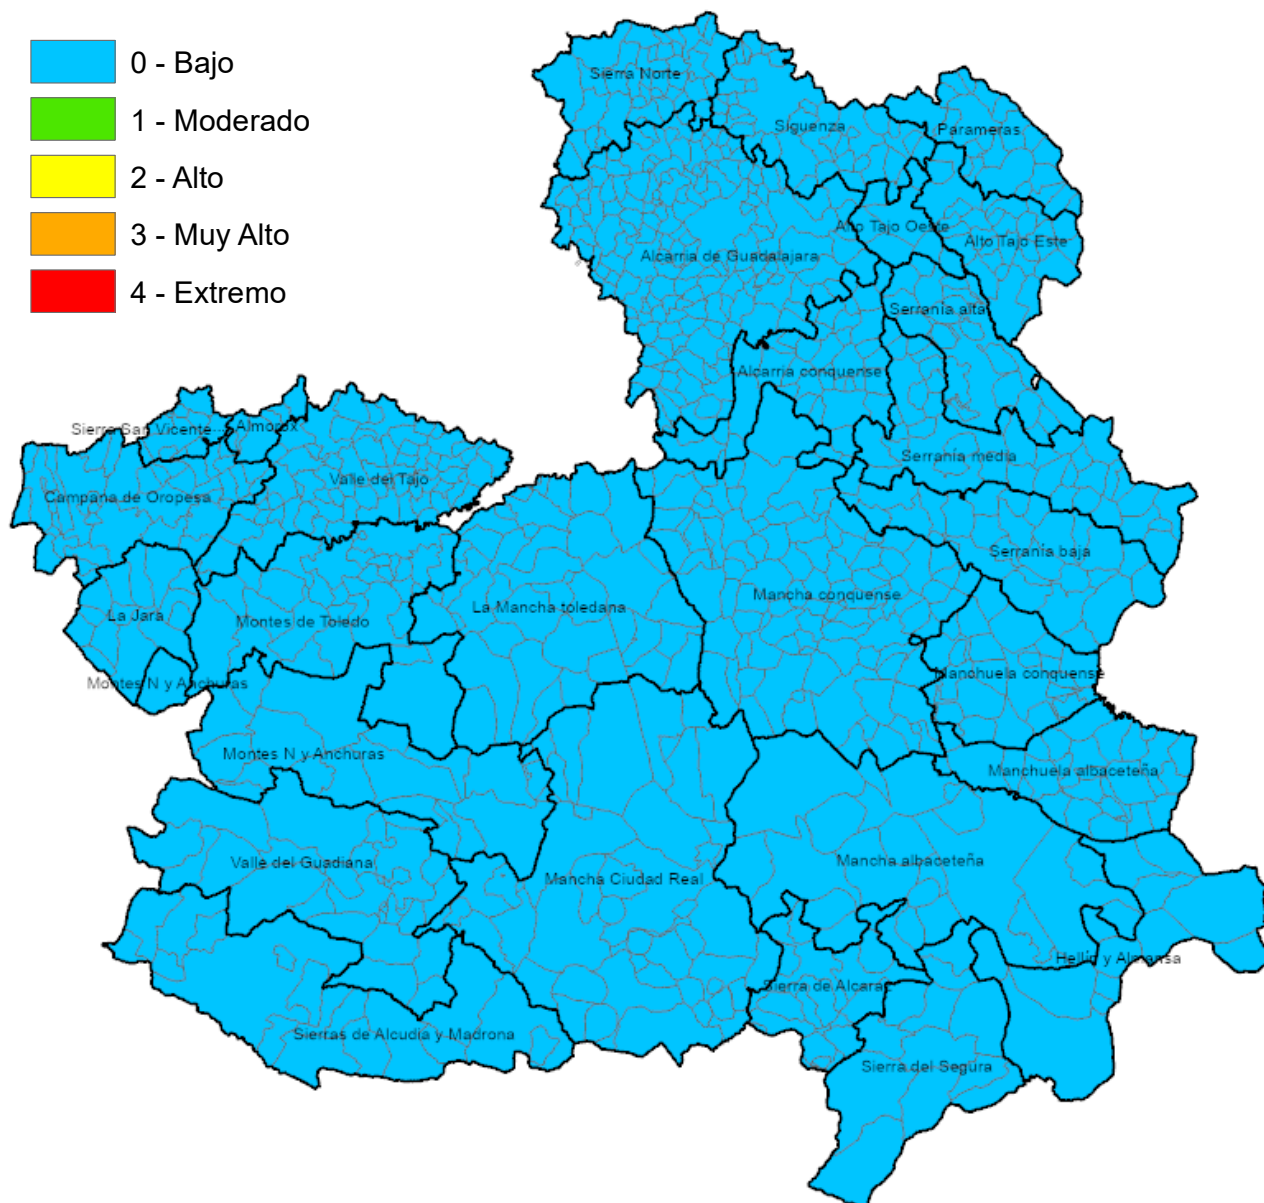 0 - Bajo
1 - Moderado
2 - Alto
3 - Muy Alto
4 - Extremo
Sierra Norte
Siguenza
Parameras
Alto Tajo Oeste
Alto Tajo Este
Alcarria de Guadalajara
Serranía alta
Alcarria conquense
Sierra San Vicente
Almorox
Serranía media
Valle del Tajo
Campana de Oropesa
Serranía baja
Mancha conquense
La Mancha toledana
La Jara
Montes de Toledo
Manchuela conquense
Montes N y Anchuras
Montes N y Anchuras
Manchuela albaceteña
Valle del Guadiana
Mancha albaceteña
Mancha Ciudad Real
Hellín y Almansa
Sierra de Alcaraz
Sierras de Alcudia y Madrona
Sierra del Segura